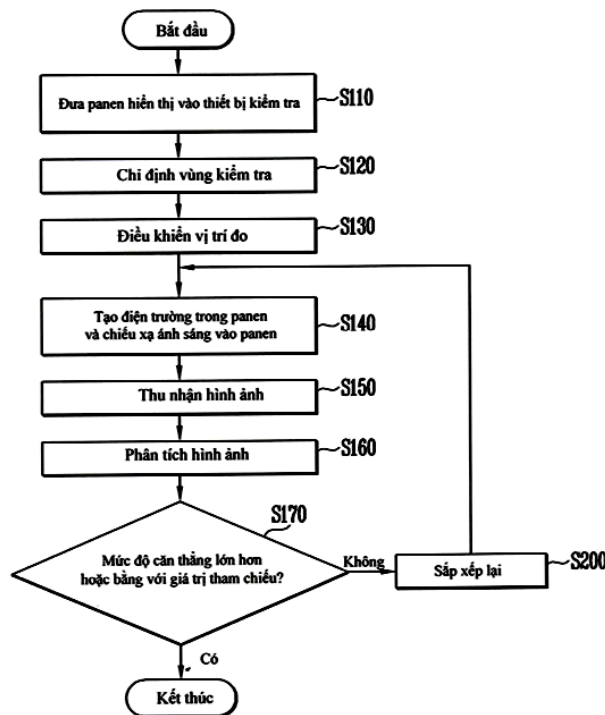 Bắt đầu
Đưa panen hiển thị vào thiết bị kiểm tra
S110
Chỉ định vùng kiểm tra
S120
Điều khiển vị trí đo
S130
Tạo điện trường trong panen
và chiếu xạ ánh sáng vào panen
S140
Thu nhận hình ảnh
S150
Phân tích hình ảnh
S160
S170
Mức độ căn thẳng lớn hơn
hoặc bằng với giá trị tham chiếu?
Không
Sắp xếp lại
S200
Có
Kết thúc